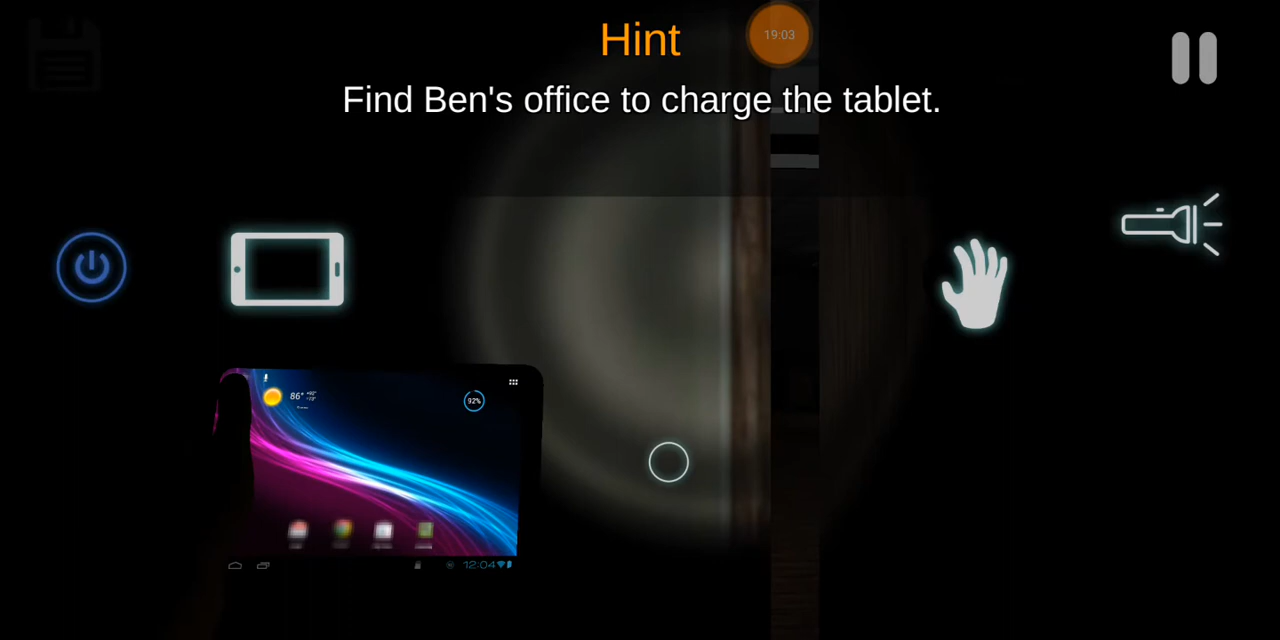 Hint
19:03
Find Ben's office to charge the tablet.
86°
92%
12:04